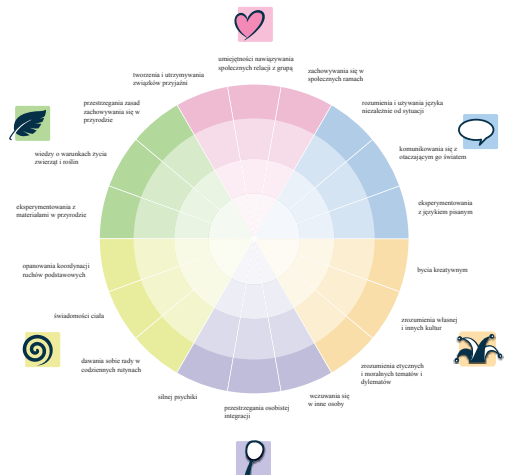 umiejętności nawiązywania
społecznych relacji z grupą
zachowywania się w
społecznych ramach
rozumienia i używania języka
niezależnie od sytuacji
komunikowania się z
otaczającym go światem
eksperymentowania
z językiem pisanym
bycia kreatywnym
zrozumienia własnej
i innych kultur
zrozumienia etycznych
i moralnych tematów i
dylematów
wczuwania się
w inne osoby
przestrzegania osobistej
integracji
silnej psychiki
dawania sobie rady w
codziennych rutynach
świadomości ciała
opanowania koordynacji
ruchów podstawowych
eksperymentowania z
materiałami w przyrodzie
wiedzy o warunkach życia
zwierząt i roślin
przestrzegania zasad
zachowywania się w
przyrodzie
tworzenia i utrzymywania
związków przyjaźni